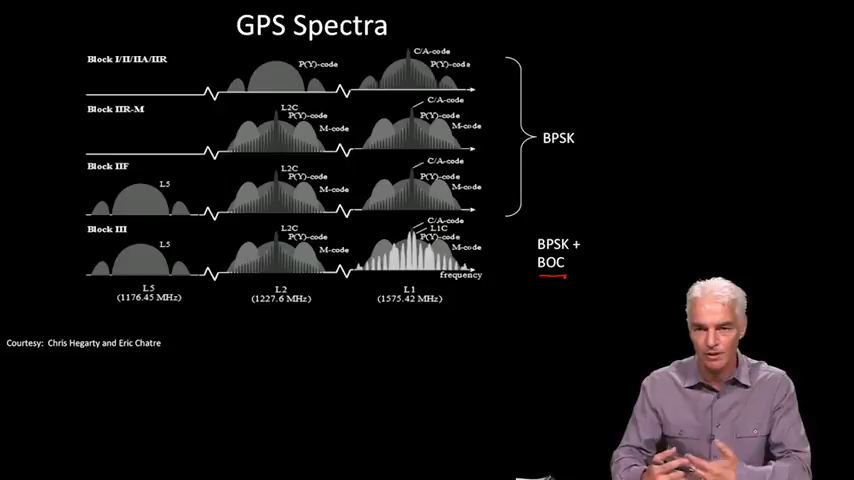 GPS Spectra
Block I/II/IIA/IIR
P(Y)-code
C/A-code
P(Y)-code
Block IIR-M
L2C
P(Y)-code
M-code
C/A-code
P(Y)-code
M-code
BPSK
Block IIF
L5
L2C
P(Y)-code
M-code
C/A-code
P(Y)-code
M-code
Block III
L5
L2C
P(Y)-code
M-code
C/A-code
L1C
P(Y)-code
M-code
frequency
BPSK +
BOC
L5
(1176.45 MHz)
L2
(1227.6 MHz)
L1
(1575.42 MHz)
Courtesy: Chris Hegarty and Eric Chatre